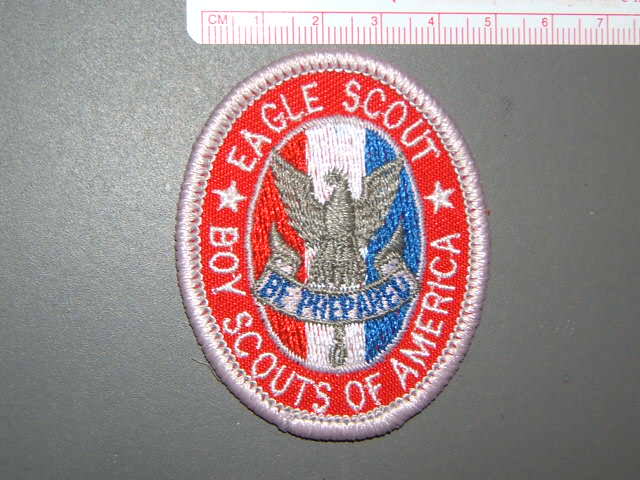 CM 1 2 3 4 5 6 7
EAGLE SCOUT
BE PREPARED
BOY SCOUTS OF AMERICA